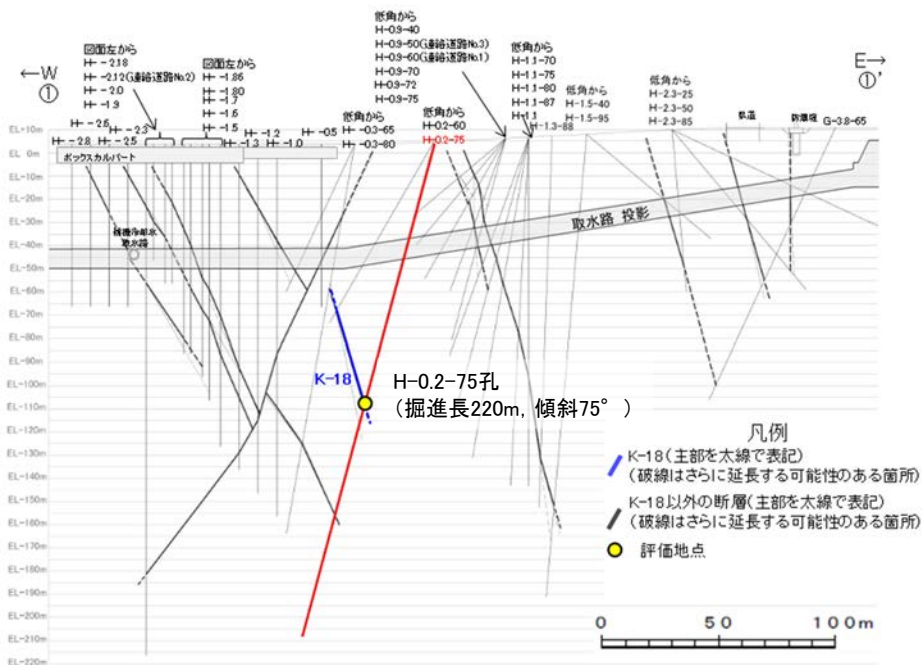 ←W
①
図面左から
H-−2.18
H-−2.12(連絡道路No.2)
H-−2.0
H-−1.9
図面左から
H-−1.86
H-−1.80
H-−1.7
H-−1.6
H-−1.5
低角から
H-0.9-40
H-0.9-50(連絡道路No.3)
H-0.9-60(連絡道路No.1)
H-0.9-70
H-0.9-72
H-0.9-75
低角から
H-1.1-70
H-1.1-75
H-1.1-80
H-1.1-87
H-1.1
H-1.3-88
低角から
H-1.5-40
H-1.5-95
低角から
H-2.3-25
H-2.3-50
H-2.3-85
E→
①'
軌道
防潮堤
G-3.8-65
H-−2.8
H-−2.6
H-−2.5
H-−2.3
H-−1.3
H-−1.2
H-−1.0
H-−0.5
低角から
H-−0.3-65
H-−0.3-80
低角から
H-0.2-60
H-0.2-75
ボックスカルバート
取水路 投影
取水路
EL-10m
EL 0m
EL-10m
EL-20m
EL-30m
EL-40m
EL-50m
EL-60m
EL-70m
EL-80m
EL-90m
EL-100m
EL-110m
EL-120m
EL-130m
EL-140m
EL-150m
EL-160m
EL-170m
EL-180m
EL-190m
EL-200m
EL-210m
EL-220m
K-18
H-0.2-75孔
(掘進長220m, 傾斜75°)
凡例
K-18(主部を太線で表記)
(破線はさらに延長する可能性のある箇所)
K-18以外の断層(主部を太線で表記)
(破線はさらに延長する可能性のある箇所)
評価地点
0 50 100m